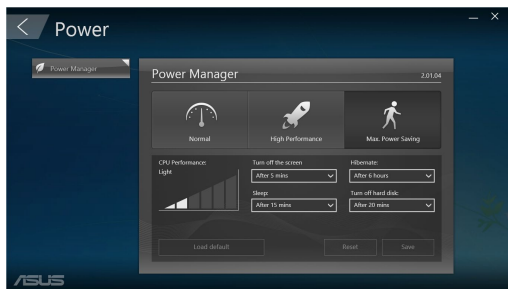 Power
Power Manager
Power Manager 2.01.04
Normal High Performance Max. Power Saving
CPU Performance: Turn off the screen Hibernate:
Light After 5 mins After 6 hours
Sleep: Turn off hard disk:
After 15 mins After 20 mins
Load default Reset Save
ASUS